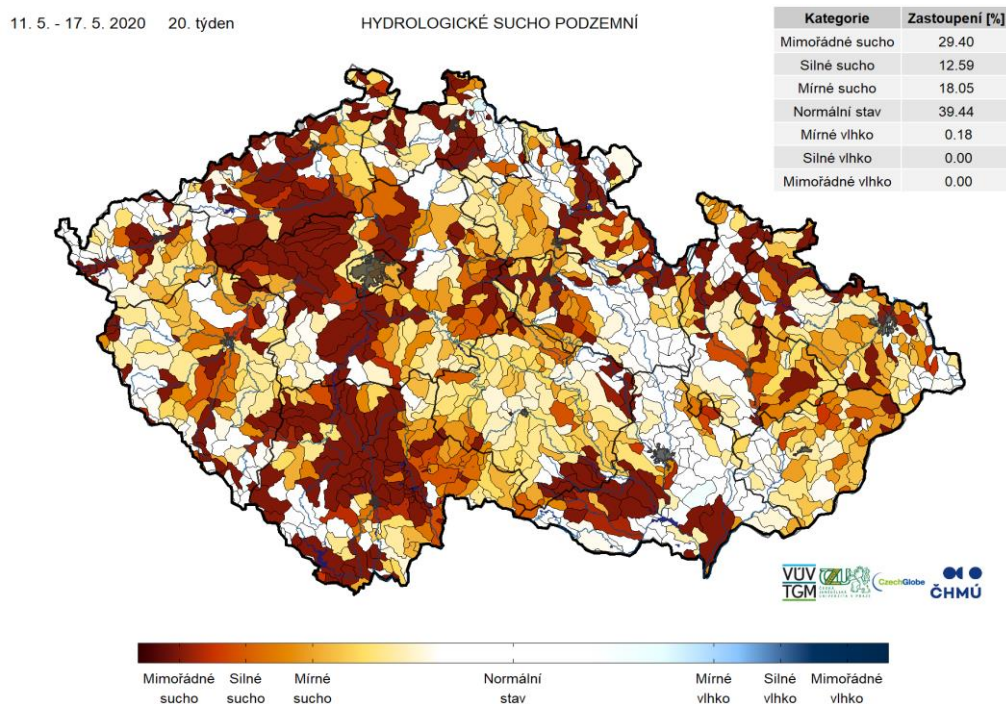 11. 5. - 17. 5. 2020 20. týden HYDROLOGICKÉ SUCHO PODZEMNÍ
Kategorie Zastoupení [%]
Mimořádné sucho 29.40
Silné sucho 12.59
Mírné sucho 18.05
Normální stav 39.44
Mírné vlhko 0.18
Silné vlhko 0.00
Mimořádné vlhko 0.00
VÚV
TGM
CzechGlobe
ČHMÚ
Mimořádné sucho
Silné sucho
Mírné sucho
Normální stav
Mírné vlhko
Silné vlhko
Mimořádné vlhko